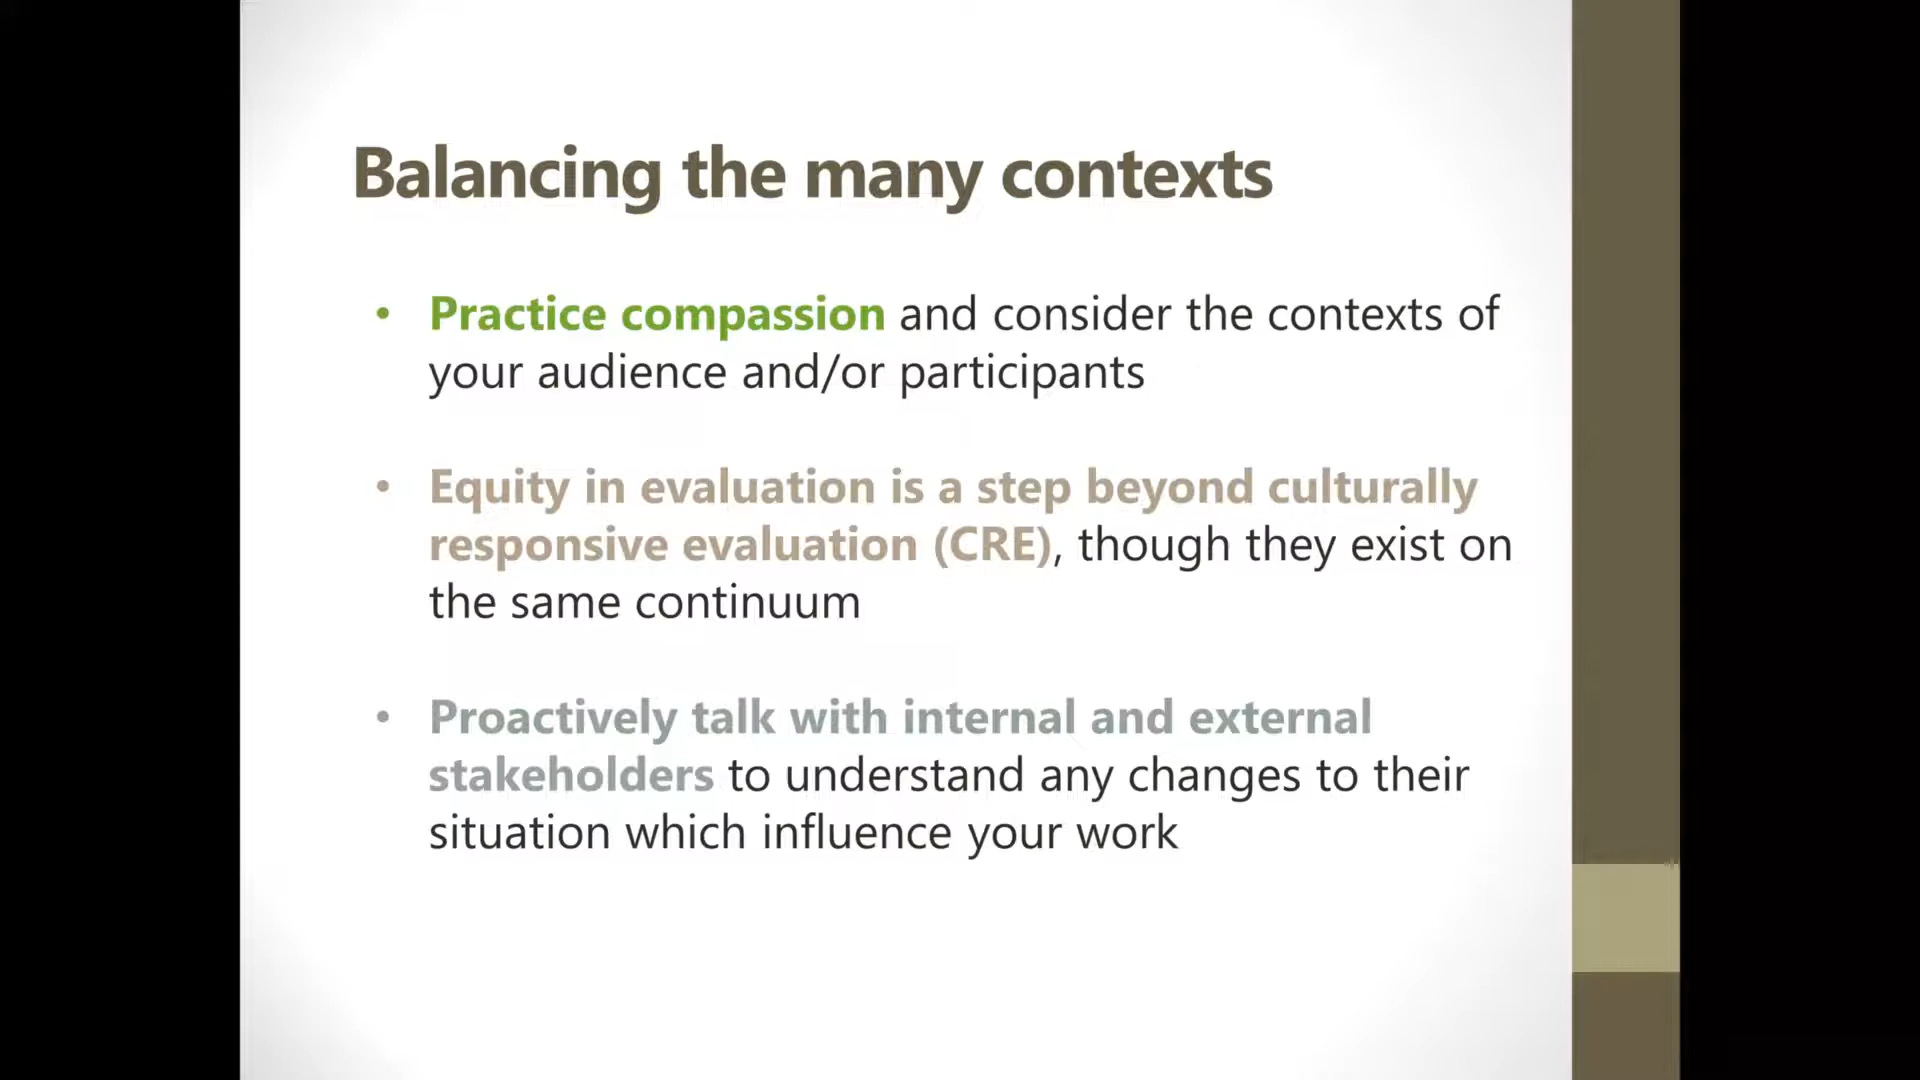 Balancing the many contexts
• Practice compassion and consider the contexts of
your audience and/or participants
• Equity in evaluation is a step beyond culturally
responsive evaluation (CRE), though they exist on
the same continuum
• Proactively talk with internal and external
stakeholders to understand any changes to their
situation which influence your work